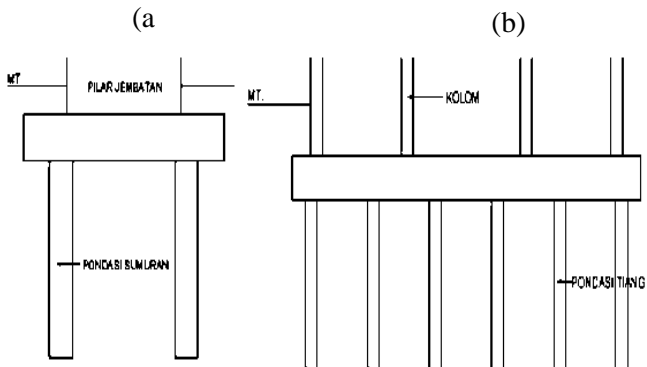 (a
(b)
MT
PILAR JEMBATAN
MT.
KOLOM
PONDASI SUMURAN
PONDASI TIANG